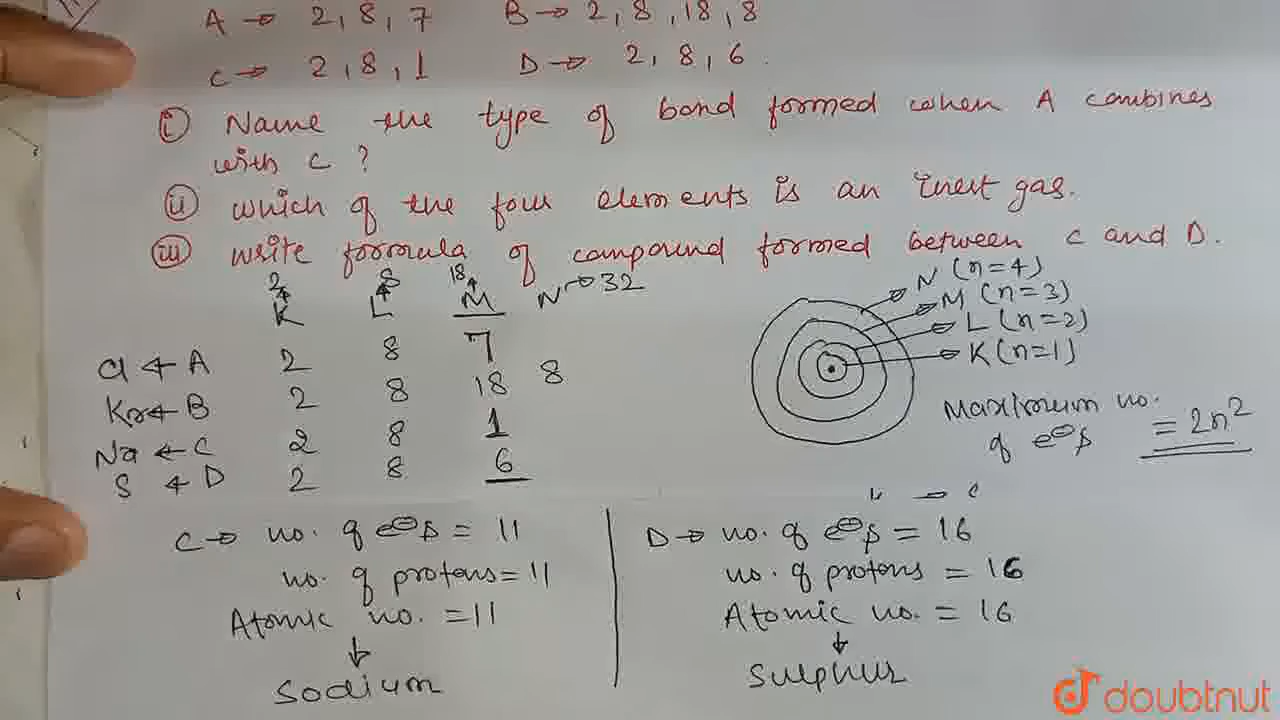 A → 2, 8, 7 B → 2, 8, 18, 8
C → 2, 8, 1 D → 2, 8, 6.
(i) Name the type of bond formed when A combines
with C ?
(ii) which of the four elements is an inert gas.
(iii) write formula of compound formed between C and D.
2 8 18
K L M N → 32
Cl ← A 2 8 7
Kr ← B 2 8 18 8
Na ← C 2 8 1
S ← D 2 8 6
N (n=4)
M (n=3)
L (n=2)
K (n=1)
Maximum no.
of e⊖s = 2n²
C → no. of e⊖s = 11
no. of protons = 11
Atomic no. = 11
↓
Sodium
D → no. of e⊖s = 16
no. of protons = 16
Atomic no. = 16
↓
Sulphur
doubtnut